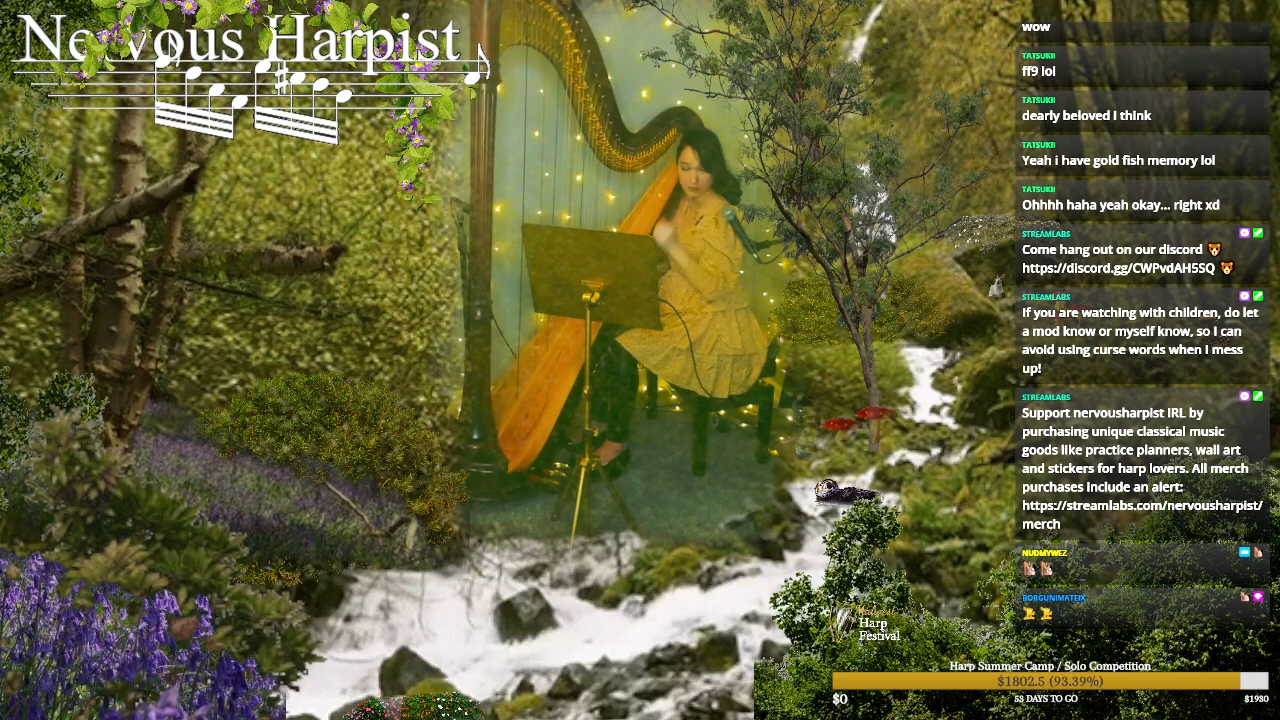 Nervous Harpist
wow
TATSUKII
ff9 lol
TATSUKII
dearly beloved I think
TATSUKII
Yeah i have gold fish memory lol
TATSUKII
Ohhhh haha yeah okay... right xd
STREAMLABS
Come hang out on our discord
https://discord.gg/CWPvdAH5SQ
STREAMLABS
If you are watching with children, do let
a mod know or myself know, so I can
avoid using curse words when I mess
up!
STREAMLABS
Support nervousharpist IRL by
purchasing unique classical music
goods like practice planners, wall art
and stickers for harp lovers. All merch
purchases include an alert:
https://streamlabs.com/nervousharpist/
merch
NUDMYWEZ
BORGUNIMATEIX
Harp
Festival
Harp Summer Camp / Solo Competition
$1802.5 (93.39%)
$0
53 DAYS TO GO
$1930